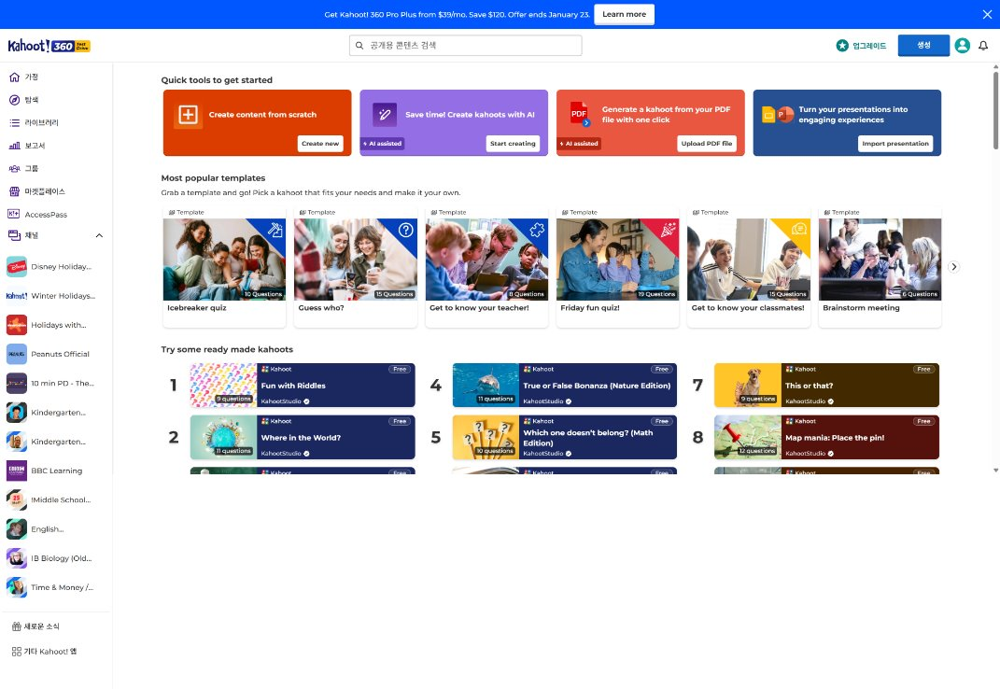 Get Kahoot! 360 Pro Plus from $39/mo. Save $120. Offer ends January 23.
Learn more
Kahoot! 360 Test Drive
공개용 콘텐츠 검색
업그레이드
생성
가정
탐색
라이브러리
보고서
그룹
마켓플레이스
AccessPass
채널
Disney Holiday...
Winter Holidays...
Holidays with...
Peanuts Official
10 min PD - The...
Kindergarten...
Kindergarten...
BBC Learning
!Middle School...
English...
IB Biology (Old...
Time & Money /...
새로운 소식
기타 Kahoot! 앱
Quick tools to get started
Create content from scratch
Create new
Save time! Create kahoots with AI
AI assisted
Start creating
PDF
Generate a kahoot from your PDF
file with one click
AI assisted
Upload PDF file
P
Turn your presentations into
engaging experiences
Import presentation
Most popular templates
Grab a template and go! Pick a kahoot that fits your needs and make it your own.
Template
10 Questions
Icebreaker quiz
Template
15 Questions
Guess who?
Template
8 Questions
Get to know your teacher!
Template
19 Questions
Friday fun quiz!
Template
15 Questions
Get to know your classmates!
Template
6 Questions
Brainstorm meeting
Try some ready made kahoots
1
9 questions
Kahoot
Free
Fun with Riddles
KahootStudio
4
11 questions
Kahoot
Free
True or False Bonanza (Nature Edition)
KahootStudio
7
9 questions
Kahoot
Free
This or that?
KahootStudio
2
11 questions
Kahoot
Free
Where in the World?
KahootStudio
5
10 questions
Kahoot
Free
Which one doesn't belong? (Math
Edition)
KahootStudio
8
12 questions
Kahoot
Free
Map mania: Place the pin!
KahootStudio
Kahoot
Free
Kahoot
Free
Kahoot
Free